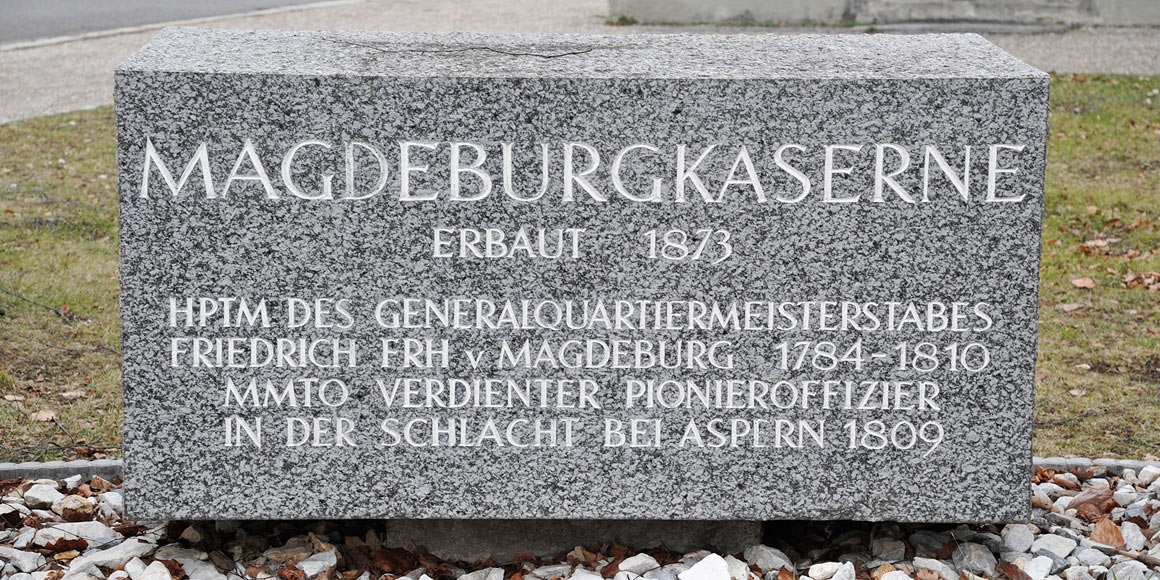 MAGDEBURGKASERNE
ERBAUT 1873
HPTM DES GENERALQUARTIERMEISTERSTABES
FRIEDRICH FRH v MAGDEBURG 1784-1810
MMTO VERDIENTER PIONIEROFFIZIER
IN DER SCHLACHT BEI ASPERN 1809